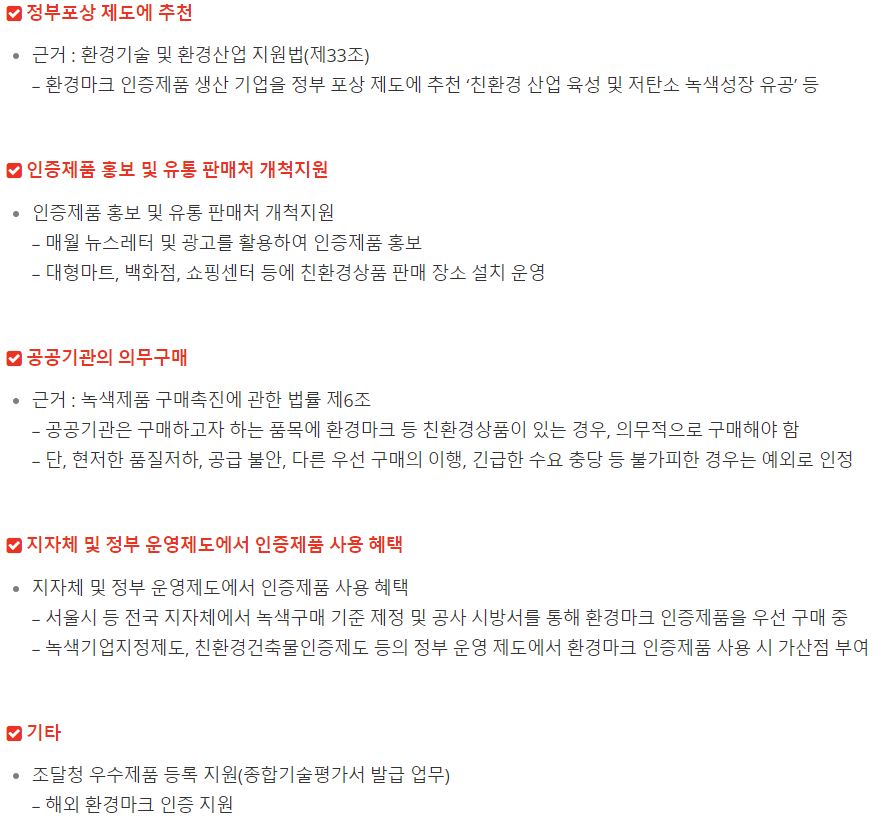 정부포상 제도에 추천
• 근거 : 환경기술 및 환경산업 지원법(제33조)
– 환경마크 인증제품 생산 기업을 정부 포상 제도에 추천 ‘친환경 산업 육성 및 저탄소 녹색성장 유공’ 등
인증제품 홍보 및 유통 판매처 개척지원
• 인증제품 홍보 및 유통 판매처 개척지원
– 매월 뉴스레터 및 광고를 활용하여 인증제품 홍보
– 대형마트, 백화점, 쇼핑센터 등에 친환경상품 판매 장소 설치 운영
공공기관의 의무구매
• 근거 : 녹색제품 구매촉진에 관한 법률 제6조
– 공공기관은 구매하고자 하는 품목에 환경마크 등 친환경상품이 있는 경우, 의무적으로 구매해야 함
– 단, 현저한 품질저하, 공급 불안, 다른 우선 구매의 이행, 긴급한 수요 충당 등 불가피한 경우는 예외로 인정
지자체 및 정부 운영제도에서 인증제품 사용 혜택
• 지자체 및 정부 운영제도에서 인증제품 사용 혜택
– 서울시 등 전국 지자체에서 녹색구매 기준 제정 및 공사 시방서를 통해 환경마크 인증제품을 우선 구매 중
– 녹색기업지정제도, 친환경건축물인증제도 등의 정부 운영 제도에서 환경마크 인증제품 사용 시 가산점 부여
기타
• 조달청 우수제품 등록 지원(종합기술평가서 발급 업무)
– 해외 환경마크 인증 지원